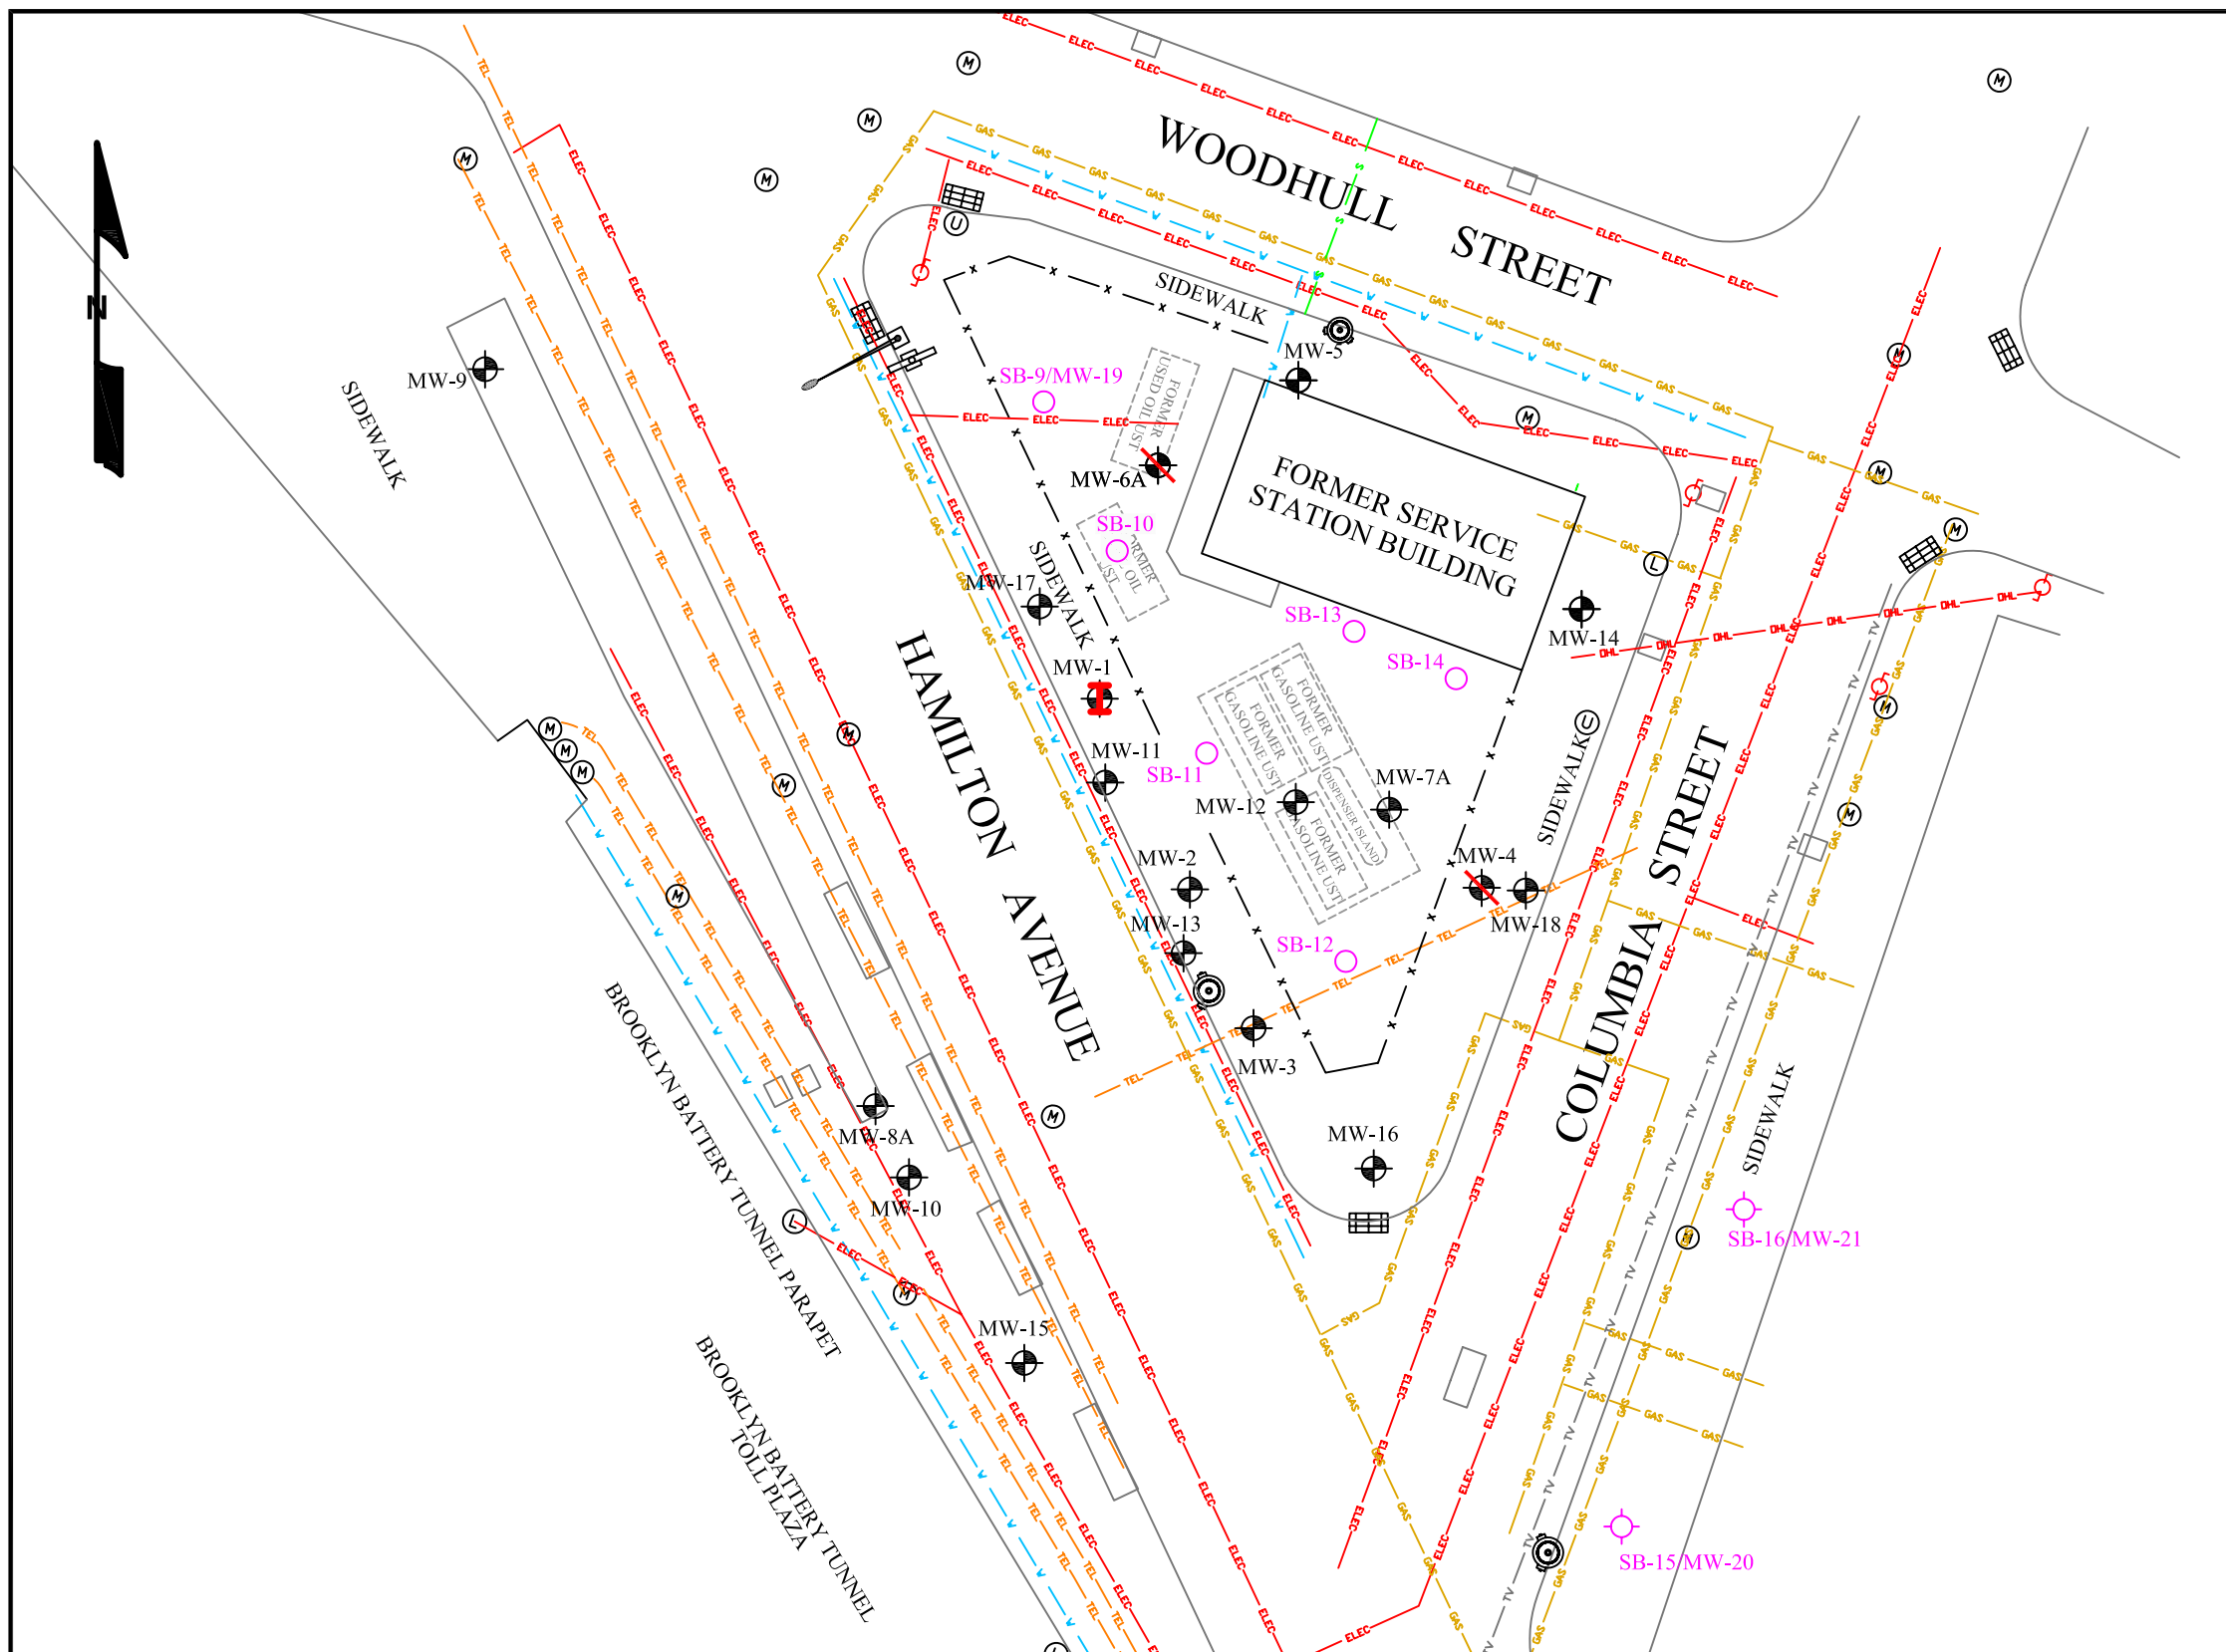 WOODHULL STREET
SIDEWALK
MW-5
N
MW-9
SB-9/MW-19
FORMER
USED OIL UST
SIDEWALK
MW-6A
FORMER SERVICE
STATION BUILDING
SB-10
MW-17
SIDEWALK
SB-13
MW-14
SB-14
MW-1
HAMILTON AVENUE
FORMER
GASOLINE UST
FORMER
GASOLINE UST
MW-11
SB-11
MW-7A
MW-12
DISPENSER ISLAND
FORMER
GASOLINE UST
SIDEWALK
COLUMBIA STREET
MW-2
MW-4
MW-13
MW-18
SB-12
MW-3
BROOKLYN BATTERY TUNNEL PARAPET
MW-8A
MW-16
SIDEWALK
MW-10
SB-16/MW-21
MW-15
BROOKLYN BATTERY TUNNEL
TOLL PLAZA
SB-15/MW-20
ELEC
GAS
TEL
TV
OHL
W
S
M
U
L
X